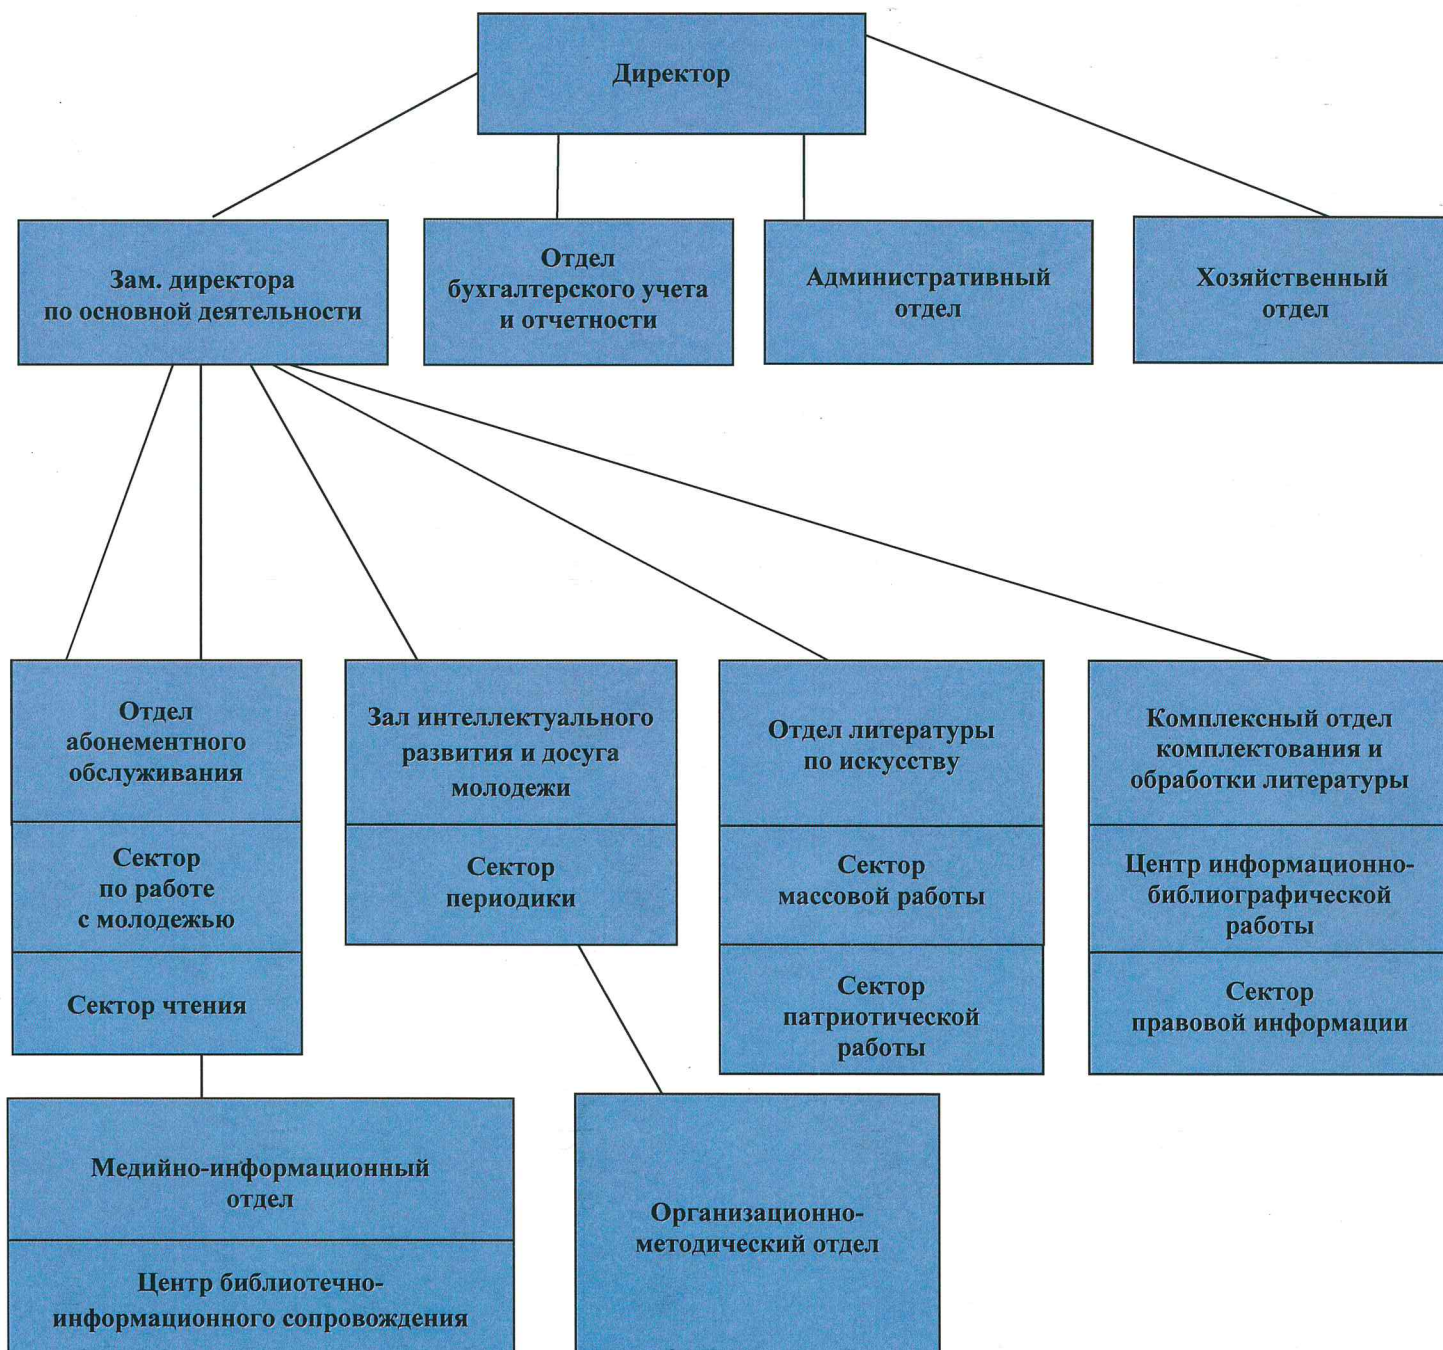 Директор
Зам. директора
по основной деятельности
Отдел
бухгалтерского учета
и отчетности
Административный
отдел
Хозяйственный
отдел
Отдел
абонементного
обслуживания
Сектор
по работе
с молодежью
Сектор чтения
Зал интеллектуального
развития и досуга
молодежи
Сектор
периодики
Отдел литературы
по искусству
Сектор
массовой работы
Сектор
патриотической
работы
Комплексный отдел
комплектования и
обработки литературы
Центр информационно-
библиографической
работы
Сектор
правовой информации
Медийно-информационный
отдел
Центр библиотечно-
информационного сопровождения
Организационно-
методический отдел